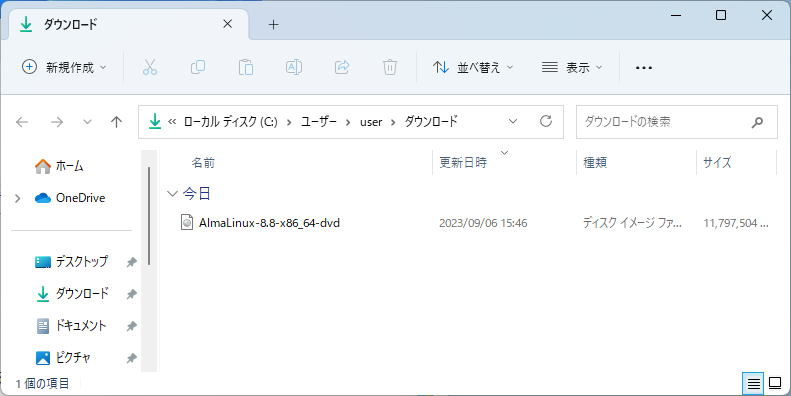 ダウンロード
新規作成
並べ替え
表示
« ローカル ディスク (C:) > ユーザー > user > ダウンロード
ダウンロードの検索
名前 更新日時 種類 サイズ
ホーム
OneDrive
デスクトップ
ダウンロード
ドキュメント
ピクチャ
今日
AlmaLinux-8.8-x86_64-dvd 2023/09/06 15:46 ディスク イメージ ファ... 11,797,504 ...
1 個の項目